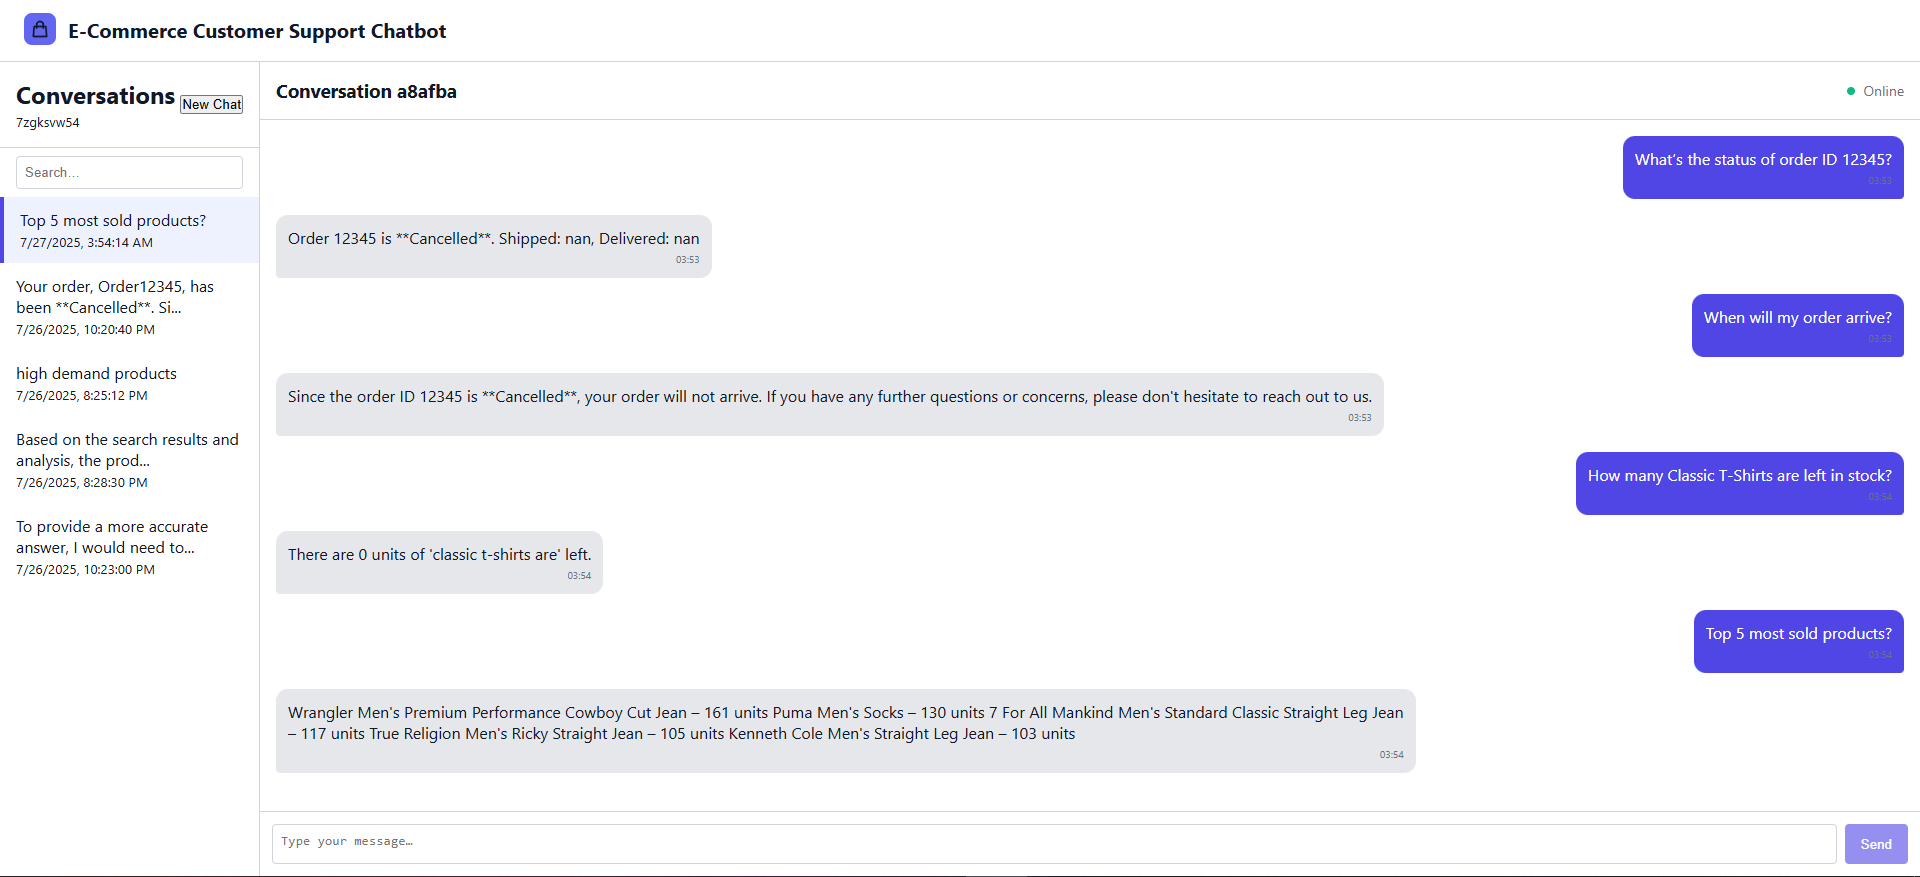 E-Commerce Customer Support Chatbot
Conversations
New Chat
7zgksvw54
Search...
Top 5 most sold products?
7/27/2025, 3:54:14 AM
Your order, Order12345, has
been **Cancelled**. Si...
7/26/2025, 10:20:40 PM
high demand products
7/26/2025, 8:25:12 PM
Based on the search results and
analysis, the prod...
7/26/2025, 8:28:30 PM
To provide a more accurate
answer, I would need to...
7/26/2025, 10:23:00 PM
Conversation a8afba
Online
What's the status of order ID 12345?
03:53
Order 12345 is **Cancelled**. Shipped: nan, Delivered: nan
03:53
When will my order arrive?
03:53
Since the order ID 12345 is **Cancelled**, your order will not arrive. If you have any further questions or concerns, please don't hesitate to reach out to us.
03:53
How many Classic T-Shirts are left in stock?
03:54
There are 0 units of 'classic t-shirts are' left.
03:54
Top 5 most sold products?
03:54
Wrangler Men's Premium Performance Cowboy Cut Jean – 161 units Puma Men's Socks – 130 units 7 For All Mankind Men's Standard Classic Straight Leg Jean
– 117 units True Religion Men's Ricky Straight Jean – 105 units Kenneth Cole Men's Straight Leg Jean – 103 units
03:54
Type your message…
Send